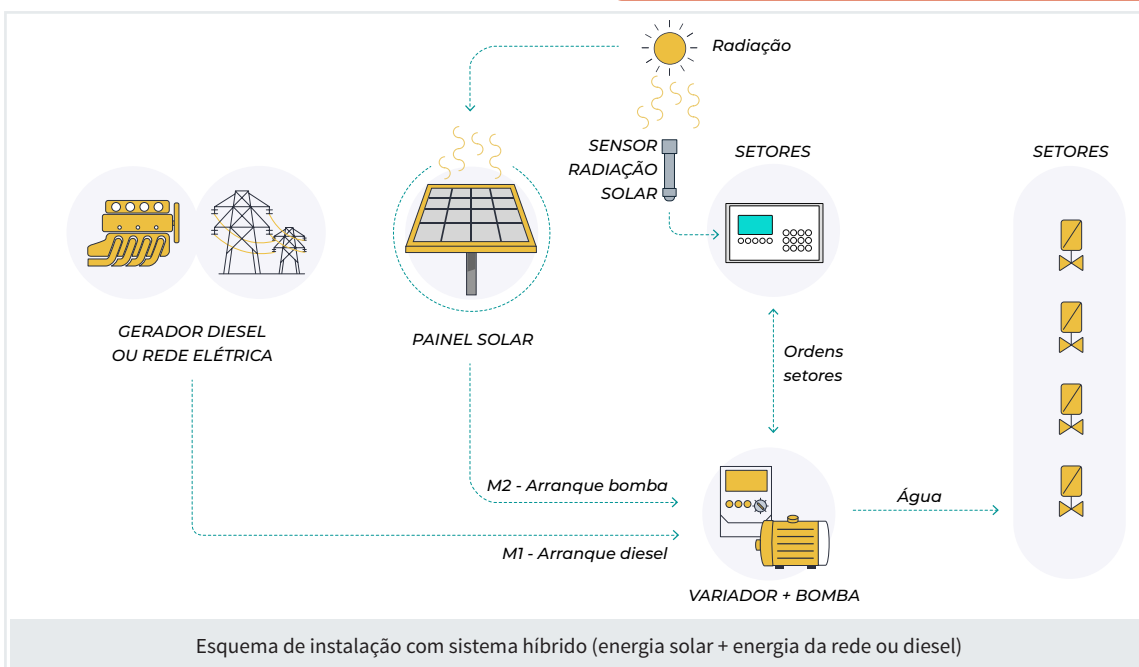 Radiação
SENSOR
RADIAÇÃO
SOLAR
SETORES
SETORES
GERADOR DIESEL
OU REDE ELÉTRICA
PAINEL SOLAR
Ordens
setores
M2 - Arranque bomba
Água
M1 - Arranque diesel
VARIADOR + BOMBA
Esquema de instalação com sistema híbrido (energia solar + energia da rede ou diesel)